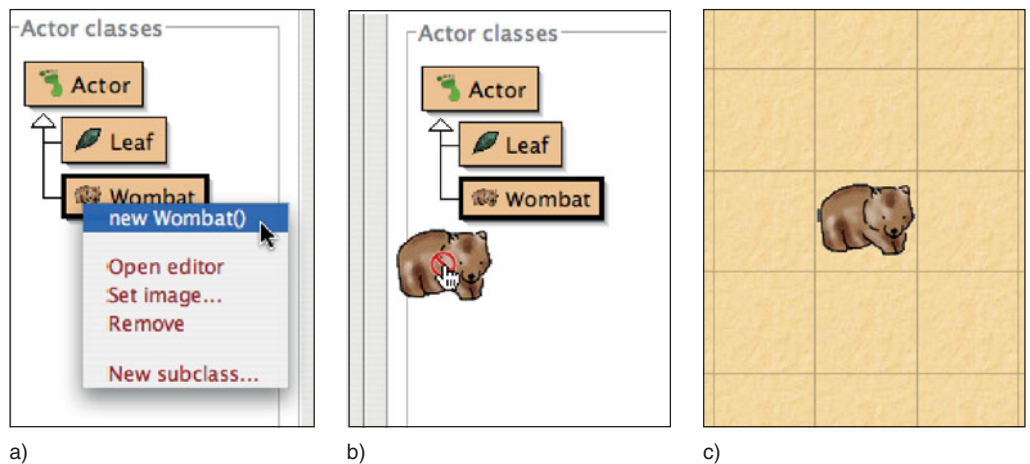 Actor classes
Actor
Leaf
Wombat
new Wombat()
Open editor
Set image...
Remove
New subclass...
Actor classes
Actor
Leaf
Wombat
a)
b)
c)